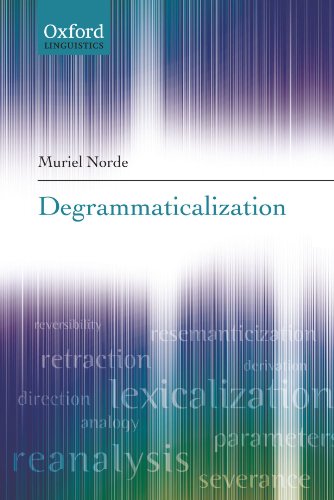 Oxford
LINGUISTICS
Muriel Norde
Degrammaticalization
reversibility
resemanticization
retraction
derivation
direction
lexicalization
analogy
parameters
reanalysis
severance